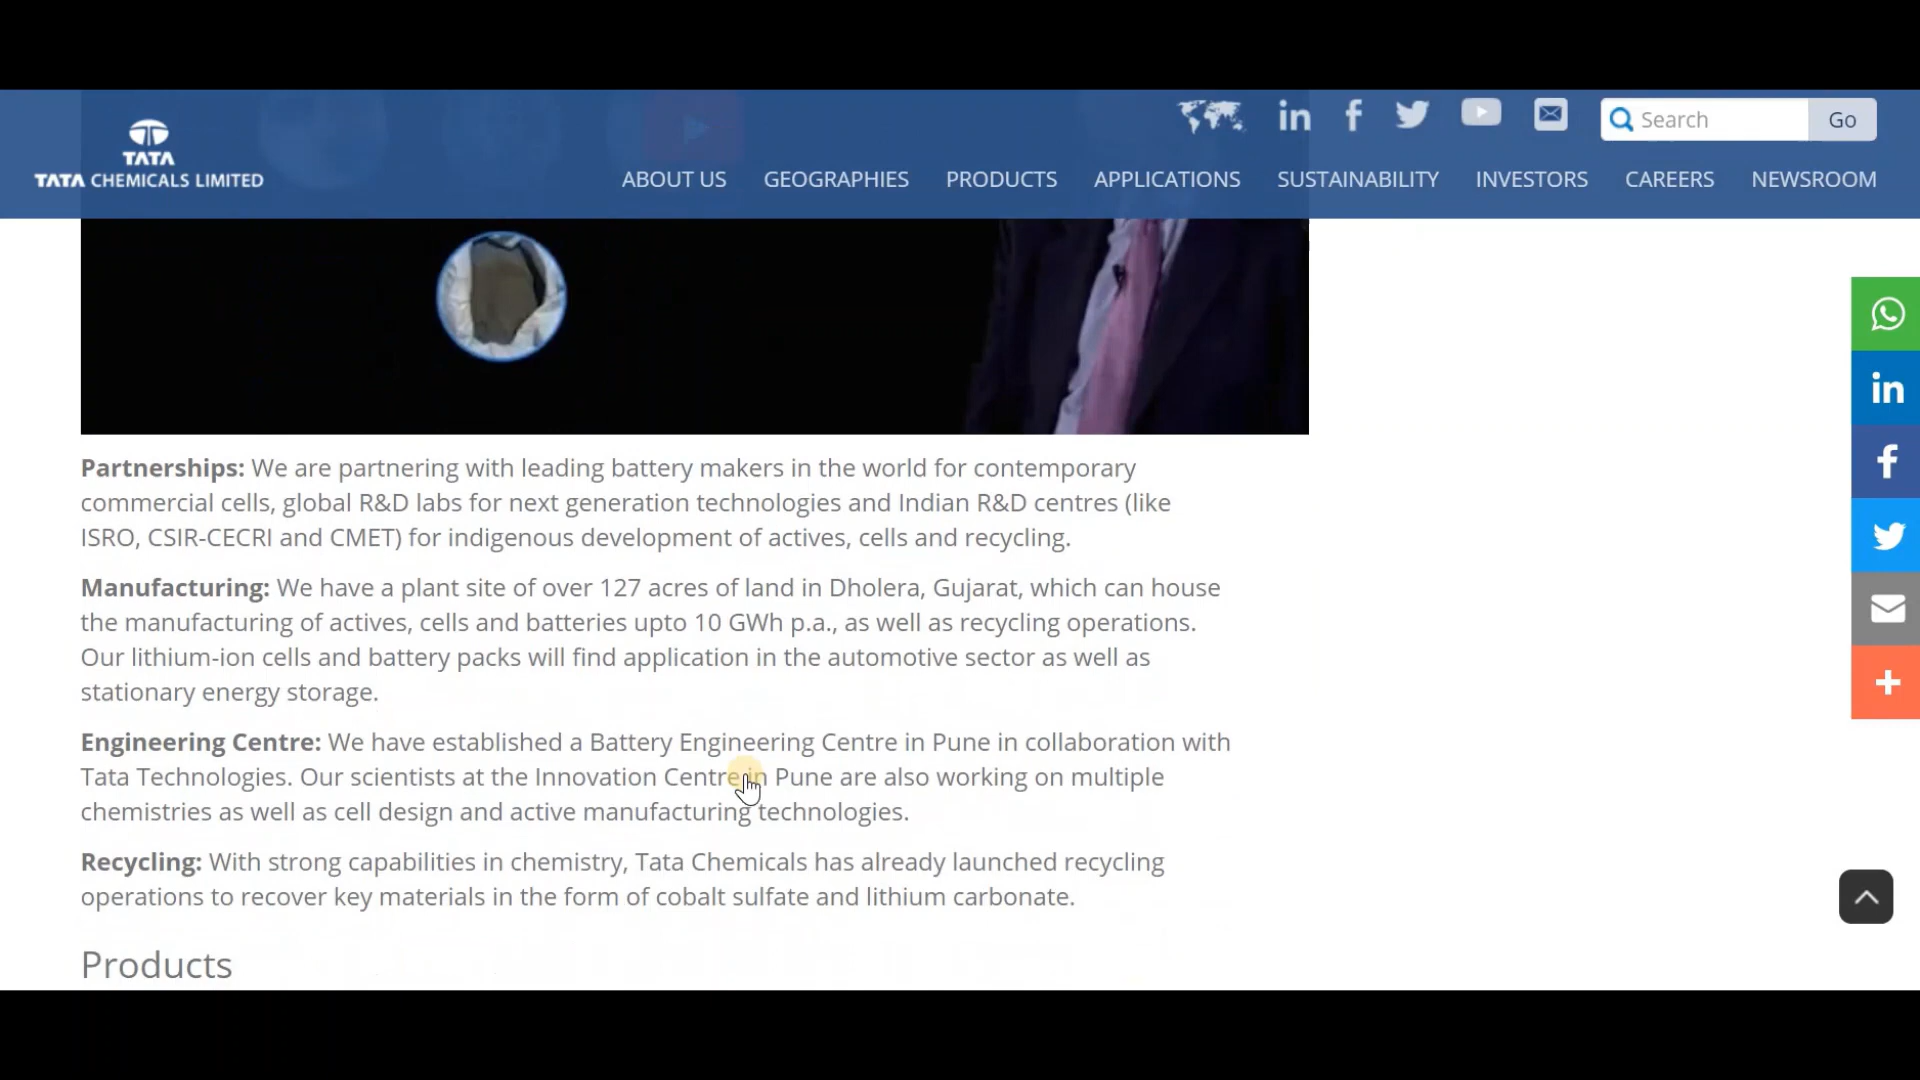 TATA
TATA CHEMICALS LIMITED
Search
Go
ABOUT US GEOGRAPHIES PRODUCTS APPLICATIONS SUSTAINABILITY INVESTORS CAREERS NEWSROOM
Partnerships: We are partnering with leading battery makers in the world for contemporary
commercial cells, global R&D labs for next generation technologies and Indian R&D centres (like
ISRO, CSIR-CECRI and CMET) for indigenous development of actives, cells and recycling.
Manufacturing: We have a plant site of over 127 acres of land in Dholera, Gujarat, which can house
the manufacturing of actives, cells and batteries upto 10 GWh p.a., as well as recycling operations.
Our lithium-ion cells and battery packs will find application in the automotive sector as well as
stationary energy storage.
Engineering Centre: We have established a Battery Engineering Centre in Pune in collaboration with
Tata Technologies. Our scientists at the Innovation Centre in Pune are also working on multiple
chemistries as well as cell design and active manufacturing technologies.
Recycling: With strong capabilities in chemistry, Tata Chemicals has already launched recycling
operations to recover key materials in the form of cobalt sulfate and lithium carbonate.
Products